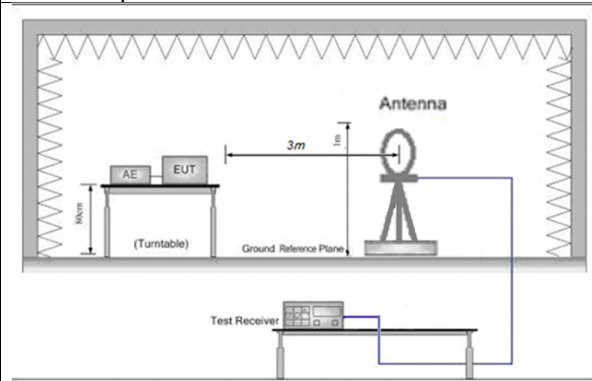 Antenna
3m
1m
AE
EUT
80cm
(Turntable)
Ground Reference Plane
Test Receiver